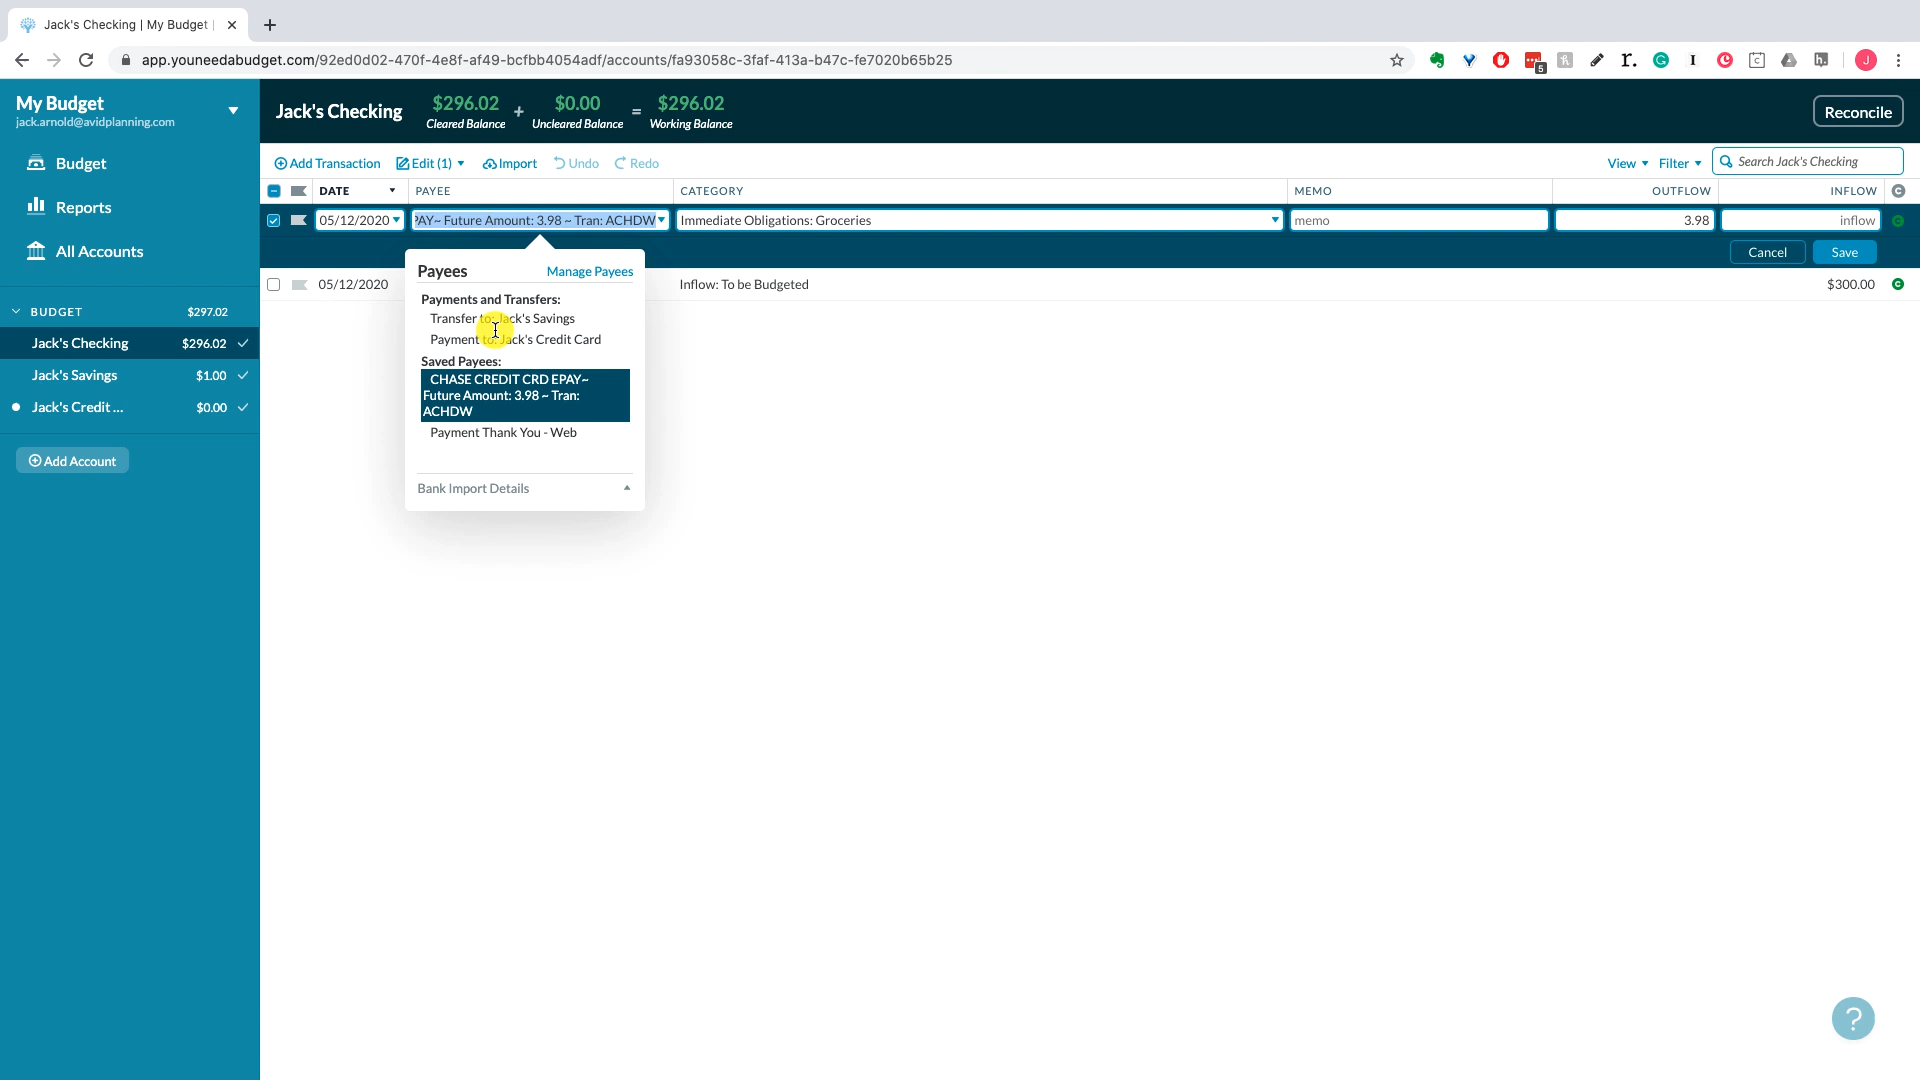 Jack's Checking | My Budget |
app.youneedabudget.com/92ed0d02-470f-4e8f-af49-bcfbb4054adf/accounts/fa93058c-3faf-413a-b47c-fe7020b65b25
5
J
My Budget
jack.arnold@avidplanning.com
Budget
Reports
All Accounts
BUDGET $297.02
Jack's Checking $296.02
Jack's Savings $1.00
Jack's Credit ... $0.00
Add Account
Jack's Checking
$296.02 + $0.00 = $296.02
Cleared Balance Uncleared Balance Working Balance
Reconcile
Add Transaction Edit (1) Import Undo Redo
View Filter Search Jack's Checking
DATE PAYEE CATEGORY MEMO OUTFLOW INFLOW C
05/12/2020 PAY~ Future Amount: 3.98 ~ Tran: ACHDW Immediate Obligations: Groceries memo 3.98 inflow C
Cancel Save
05/12/2020 Inflow: To be Budgeted $300.00 C
Payees Manage Payees
Payments and Transfers:
Transfer to: Jack's Savings
Payment to: Jack's Credit Card
Saved Payees:
CHASE CREDIT CRD EPAY~
Future Amount: 3.98 ~ Tran:
ACHDW
Payment Thank You - Web
Bank Import Details
?